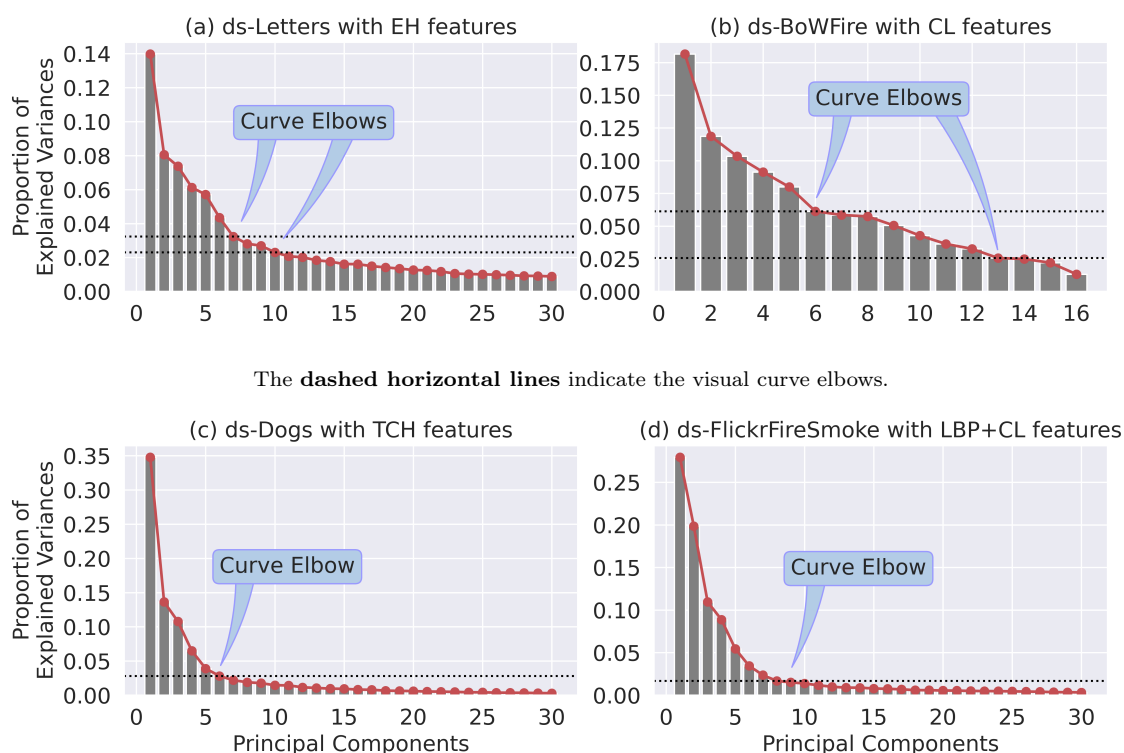 (a) ds-Letters with EH features
Proportion of
Explained Variances
0.14
0.12
0.10
0.08
0.06
0.04
0.02
0.00
Curve Elbows
0 5 10 15 20 25 30
(b) ds-BoWFire with CL features
0.175
0.150
0.125
0.100
0.075
0.050
0.025
0.000
Curve Elbows
0 2 4 6 8 10 12 14 16
The dashed horizontal lines indicate the visual curve elbows.
(c) ds-Dogs with TCH features
Proportion of
Explained Variances
0.35
0.30
0.25
0.20
0.15
0.10
0.05
0.00
Curve Elbow
0 5 10 15 20 25 30
Principal Components
(d) ds-FlickrFireSmoke with LBP+CL features
0.25
0.20
0.15
0.10
0.05
0.00
Curve Elbow
0 5 10 15 20 25 30
Principal Components